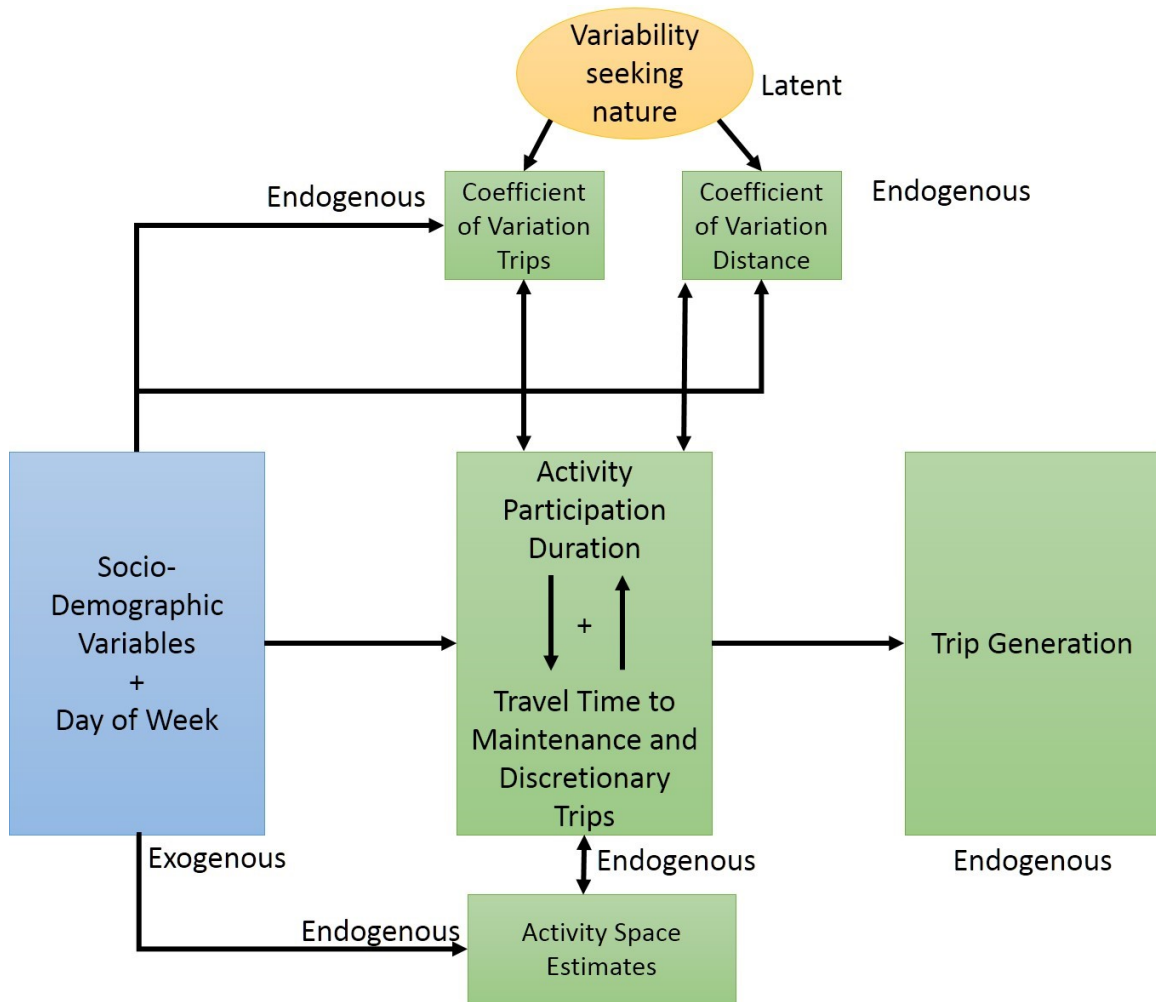 Variability
seeking
nature
Latent
Endogenous
Coefficient
of Variation
Trips
Coefficient
of Variation
Distance
Endogenous
Socio-
Demographic
Variables
+
Day of Week
Activity
Participation
Duration
+
Travel Time to
Maintenance and
Discretionary
Trips
Trip Generation
Exogenous
Endogenous
Endogenous
Endogenous
Activity Space
Estimates